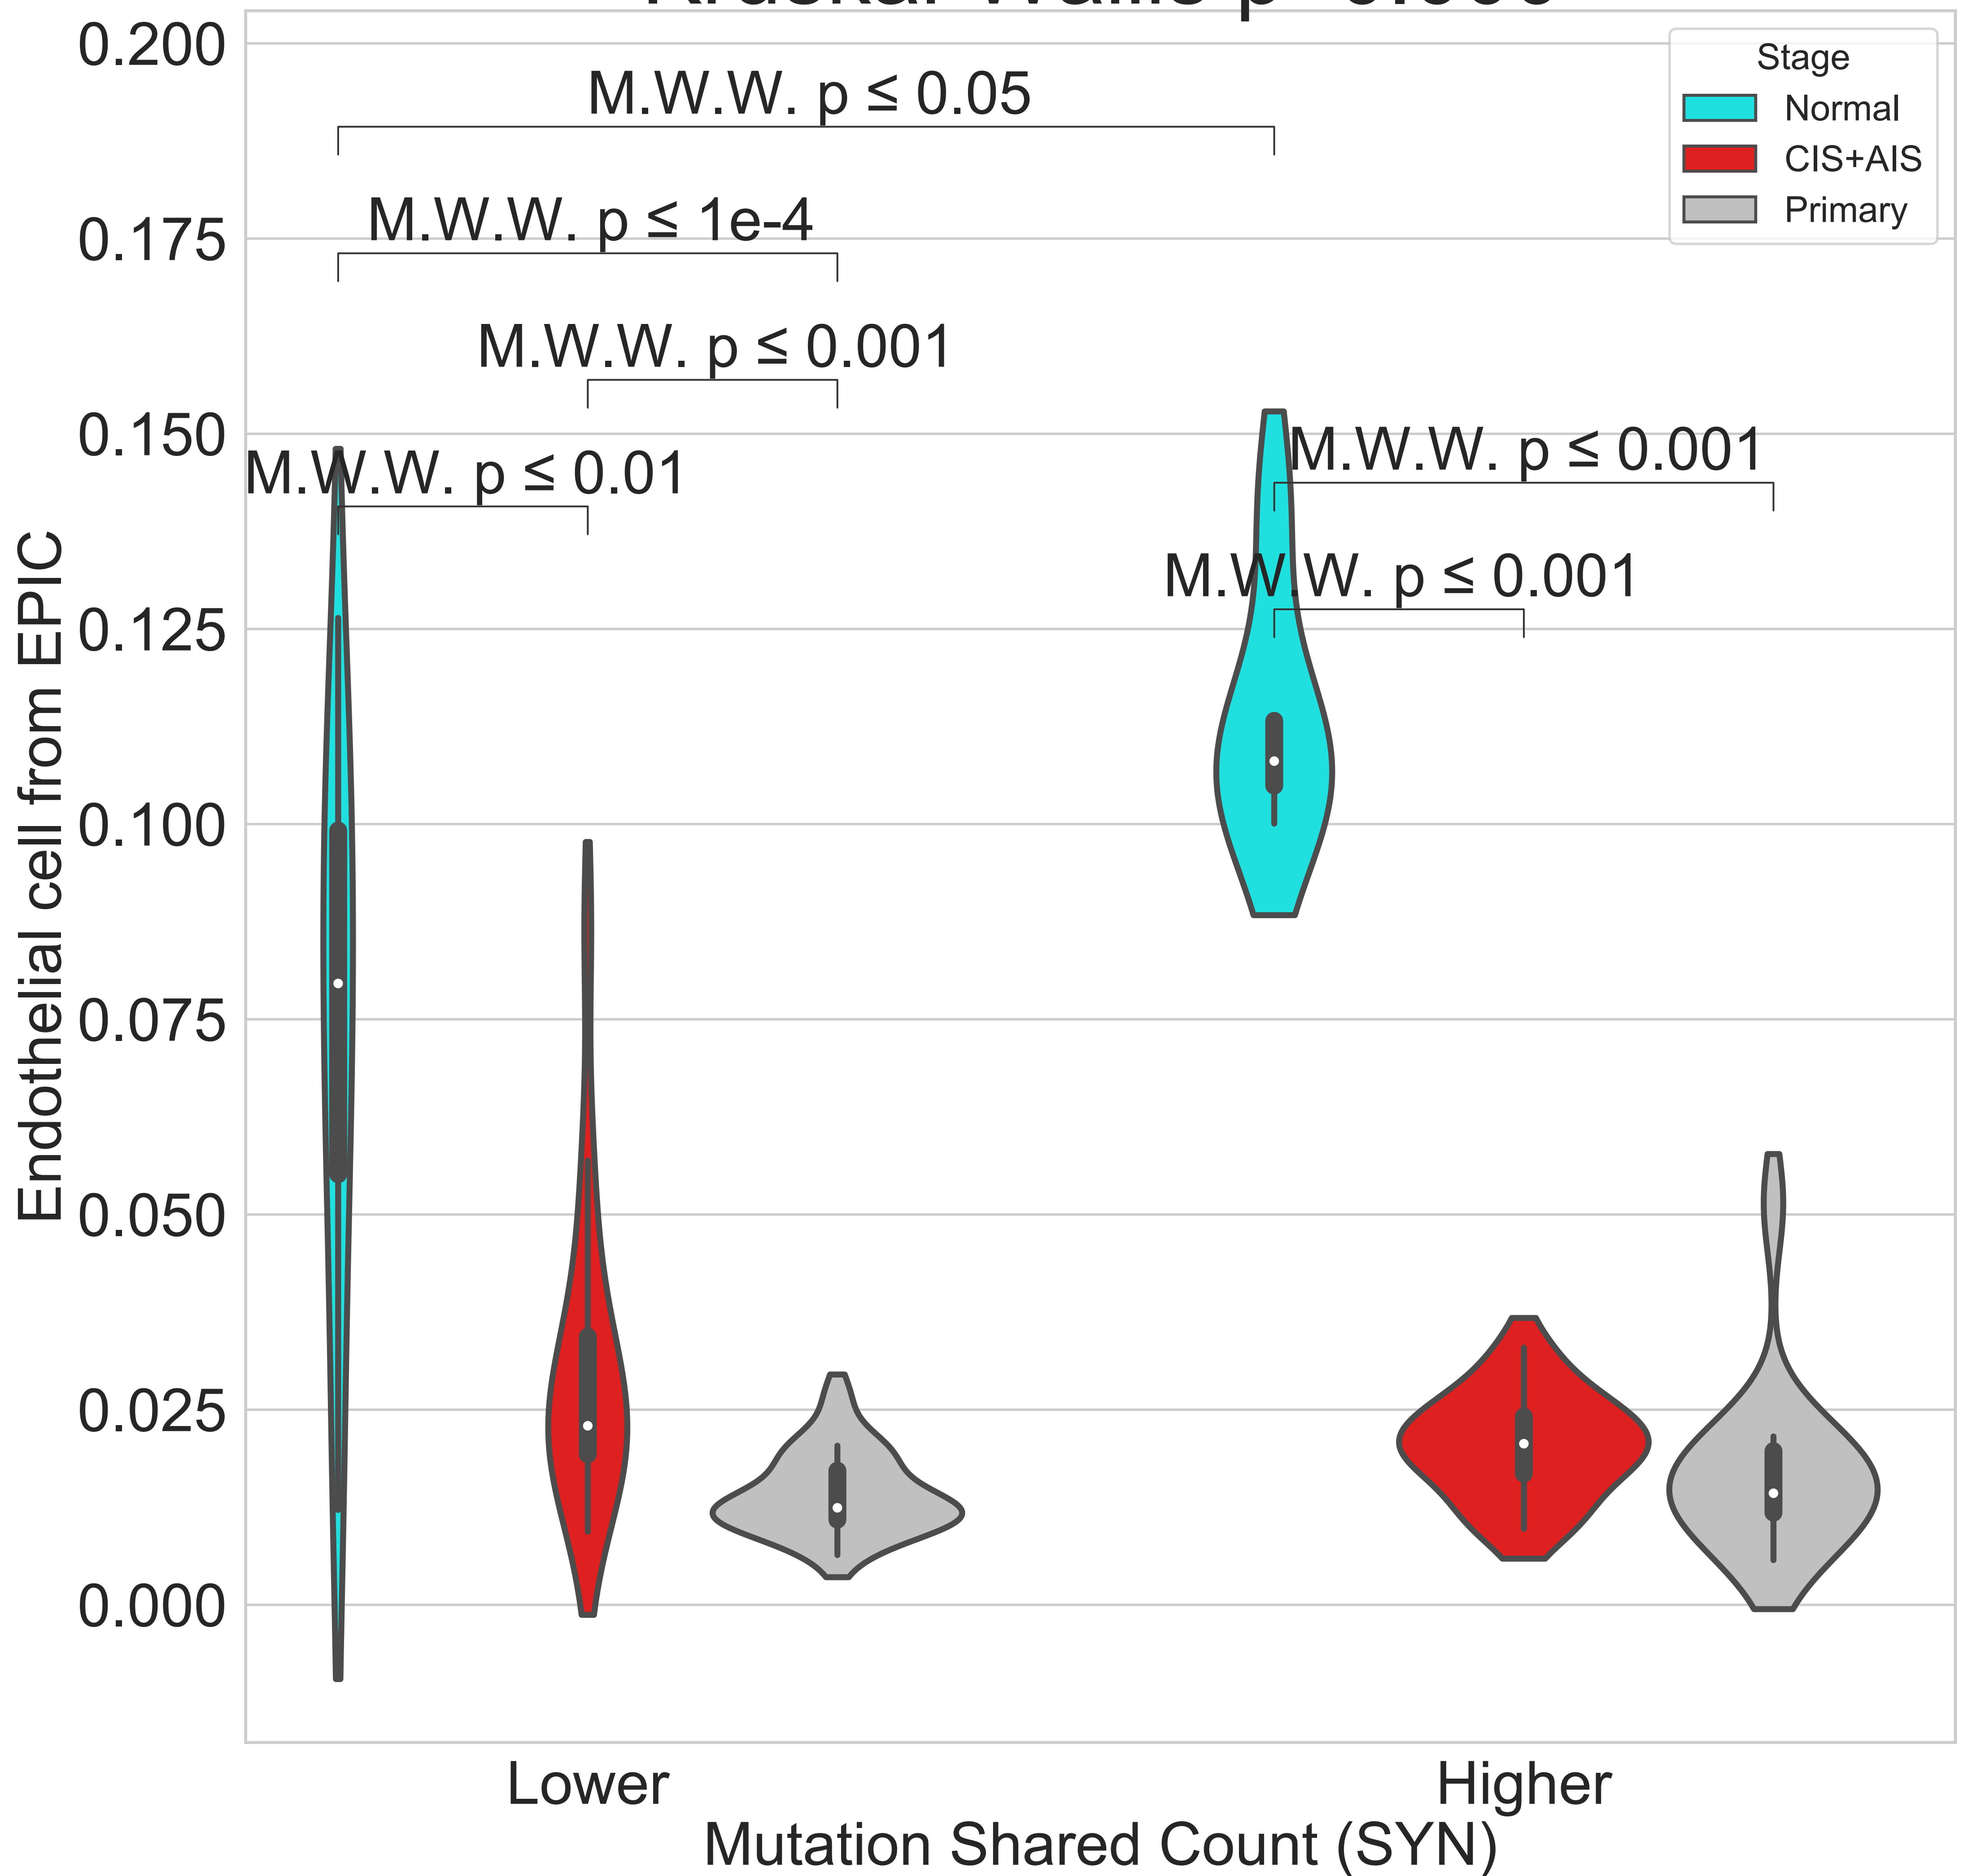 0.200
0.175
0.150
0.125
0.100
0.075
0.050
0.025
0.000
Endothelial cell from EPIC
M.W.W. p ≤ 0.05
M.W.W. p ≤ 1e-4
M.W.W. p ≤ 0.001
M.W.W. p ≤ 0.01
M.W.W. p ≤ 0.001
M.W.W. p ≤ 0.001
Stage
Normal
CIS+AIS
Primary
Lower
Higher
Mutation Shared Count (SYN)